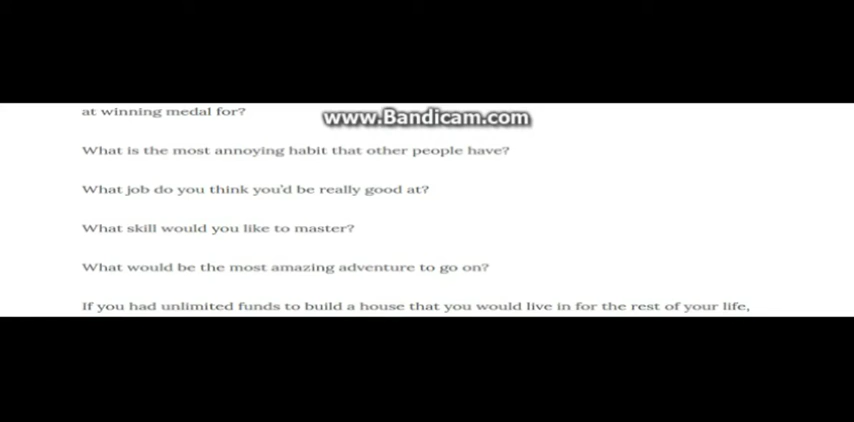 at winning medal for?
www.Bandicam.com
What is the most annoying habit that other people have?
What job do you think you'd be really good at?
What skill would you like to master?
What would be the most amazing adventure to go on?
If you had unlimited funds to build a house that you would live in for the rest of your life,